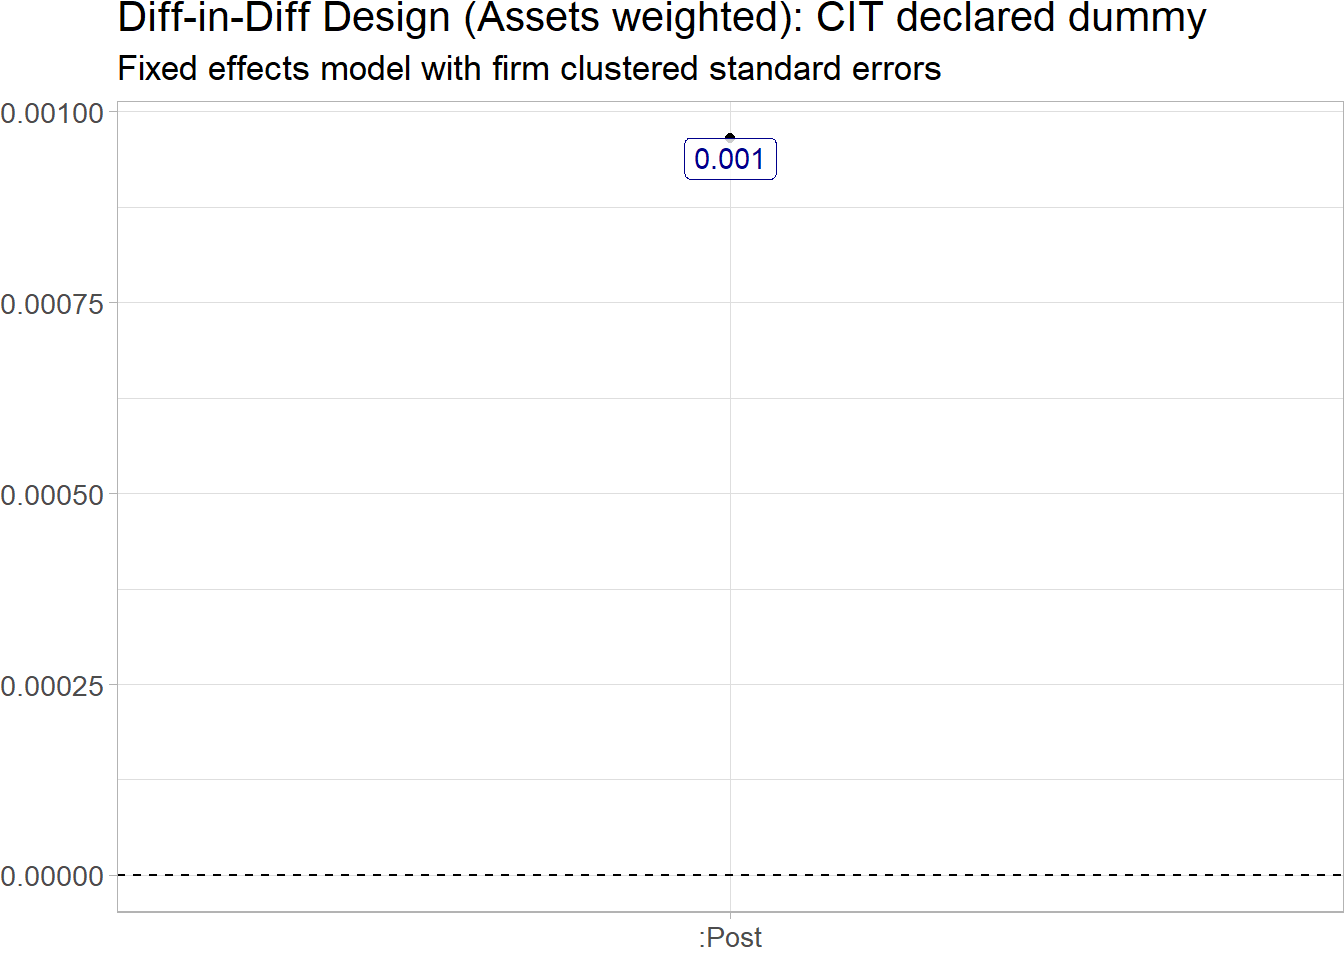 Diff-in-Diff Design (Assets weighted): CIT declared dummy
Fixed effects model with firm clustered standard errors
0.00100
0.001
0.00075
0.00050
0.00025
0.00000
:Post